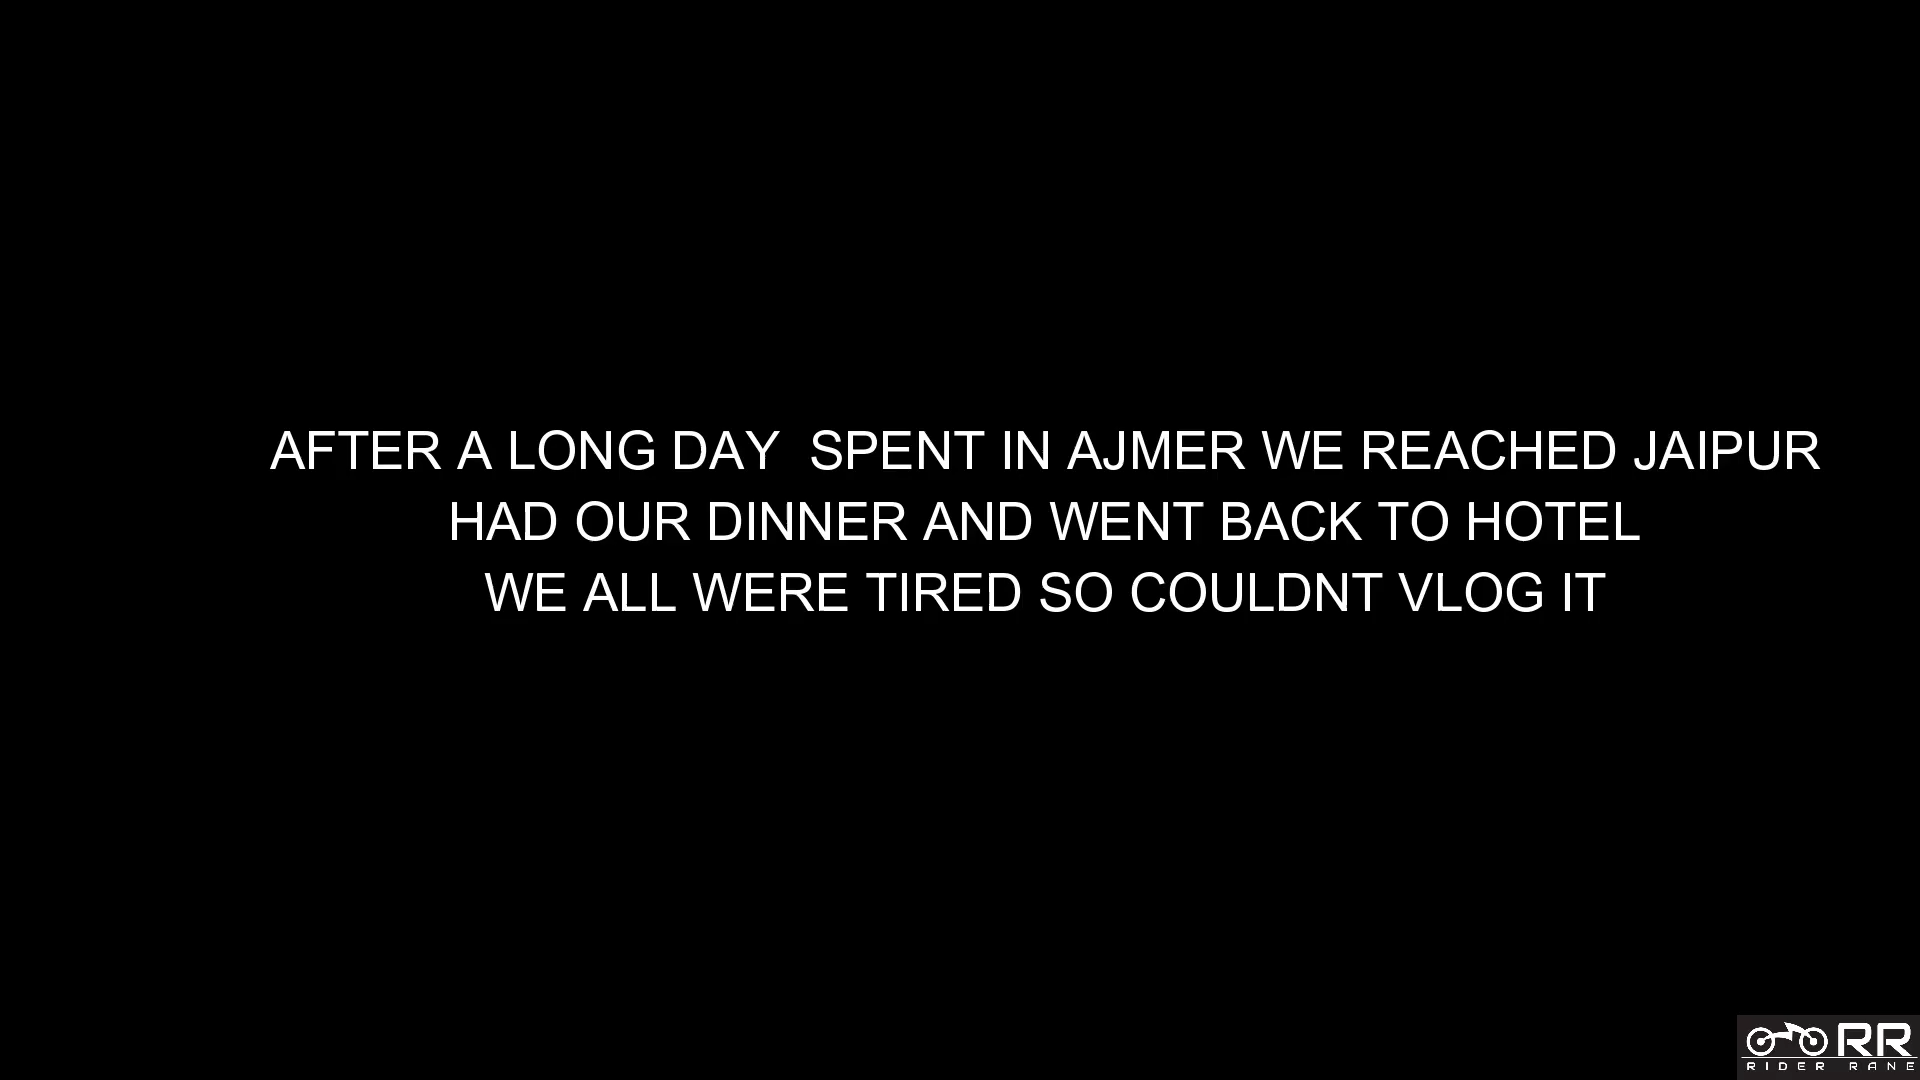 AFTER A LONG DAY  SPENT IN AJMER WE REACHED JAIPUR
HAD OUR DINNER AND WENT BACK TO HOTEL
WE ALL WERE TIRED SO COULDNT VLOG IT
RR
RIDER RANE